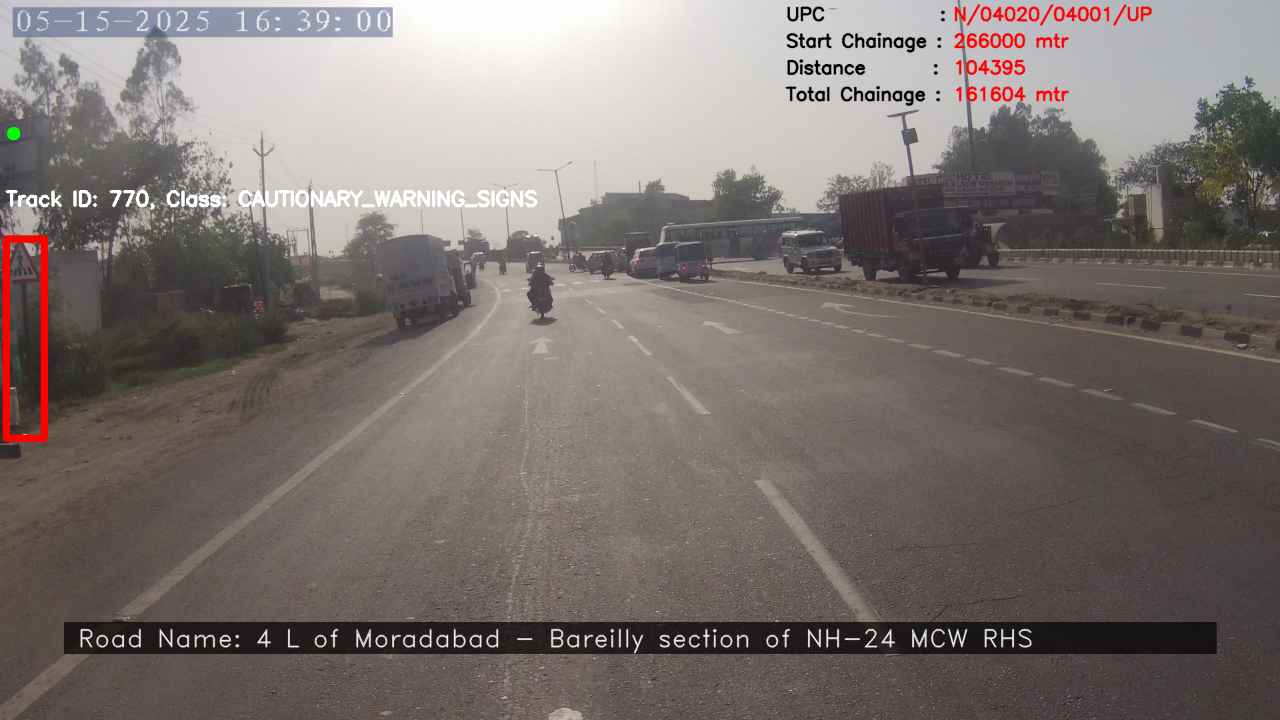 05-15-2025 16:39:00
UPC : N/04020/04001/UP
Start Chainage : 266000 mtr
Distance : 104395
Total Chainage : 161604 mtr
Track ID: 770, Class: CAUTIONARY_WARNING_SIGNS
Road Name: 4 L of Moradabad - Bareilly section of NH-24 MCW RHS